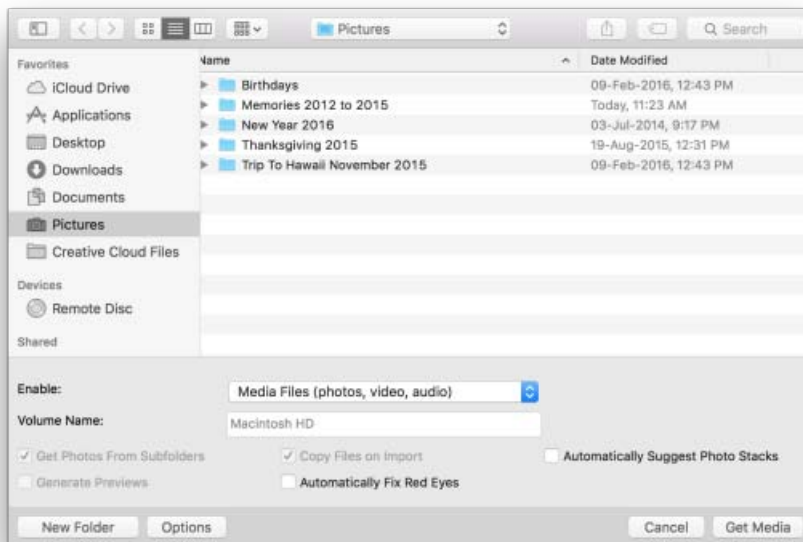 Pictures
Search
Favorites
iCloud Drive
Applications
Desktop
Downloads
Documents
Pictures
Creative Cloud Files
Devices
Remote Disc
Shared
Name Date Modified
Birthdays 09-Feb-2016, 12:43 PM
Memories 2012 to 2015 Today, 11:23 AM
New Year 2016 03-Jul-2014, 9:17 PM
Thanksgiving 2015 19-Aug-2015, 12:31 PM
Trip To Hawaii November 2015 09-Feb-2016, 12:43 PM
Enable: Media Files (photos, video, audio)
Volume Name: Macintosh HD
Get Photos From Subfolders Copy Files on Import Automatically Suggest Photo Stacks
Generate Previews Automatically Fix Red Eyes
New Folder Options Cancel Get Media